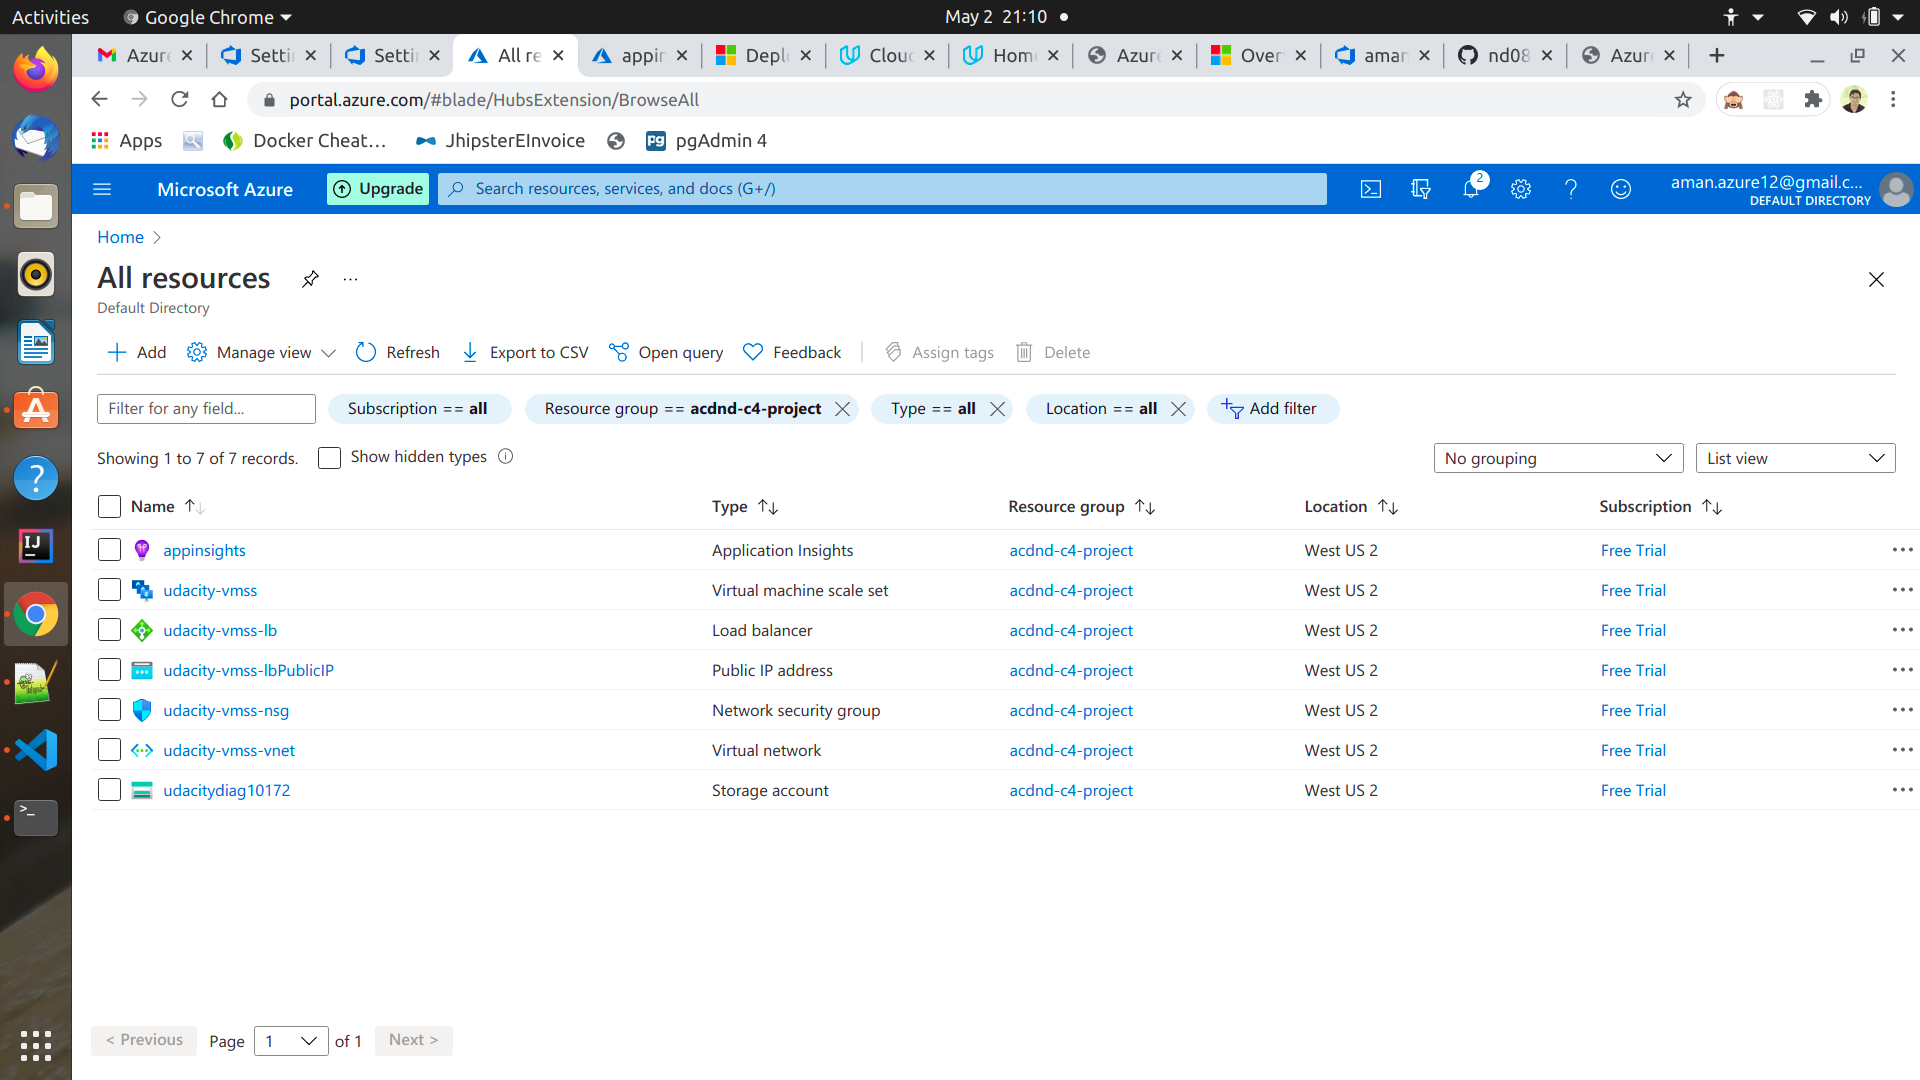 Activities Google Chrome May 2 21:10
Azure Settin Settin All re appin Deplo Cloud Home Azure Over aman nd08 Azure
portal.azure.com/#blade/HubsExtension/BrowseAll
Apps Docker Cheat... JhipsterEInvoice pgAdmin 4
Microsoft Azure Upgrade Search resources, services, and docs (G+/) 2 aman.azure12@gmail.c...
DEFAULT DIRECTORY
Home
All resources ...
Default Directory
Add Manage view Refresh Export to CSV Open query Feedback Assign tags Delete
Filter for any field... Subscription == all Resource group == acdnd-c4-project Type == all Location == all Add filter
Showing 1 to 7 of 7 records. Show hidden types No grouping List view
Name Type Resource group Location Subscription
appinsights Application Insights acdnd-c4-project West US 2 Free Trial
udacity-vmss Virtual machine scale set acdnd-c4-project West US 2 Free Trial
udacity-vmss-lb Load balancer acdnd-c4-project West US 2 Free Trial
udacity-vmss-lbPublicIP Public IP address acdnd-c4-project West US 2 Free Trial
udacity-vmss-nsg Network security group acdnd-c4-project West US 2 Free Trial
udacity-vmss-vnet Virtual network acdnd-c4-project West US 2 Free Trial
udacitydiag10172 Storage account acdnd-c4-project West US 2 Free Trial
< Previous Page 1 of 1 Next >